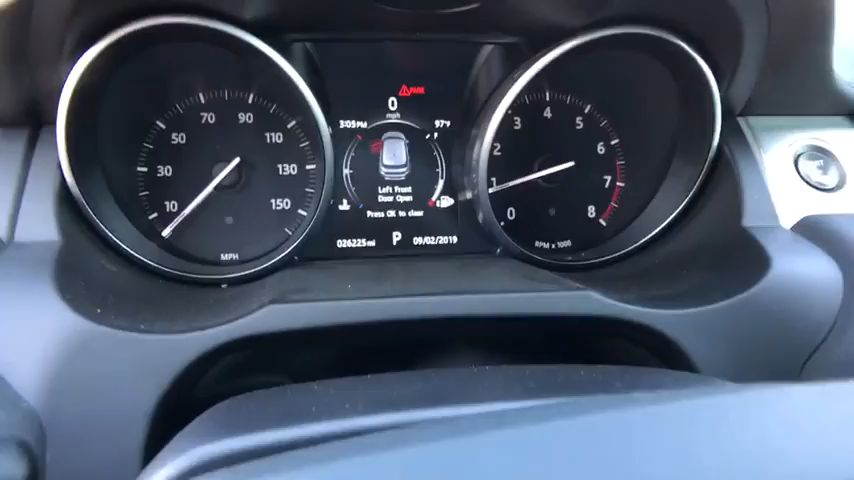 PARK
0
mph
3:05PM
97°F
F
Left Front
Door Open
E
Press OK to clear
026225mi
P
09/02/2019
10
30
50
70
90
110
130
150
MPH
0
1
2
3
4
5
6
7
8
RPM x 1000
START